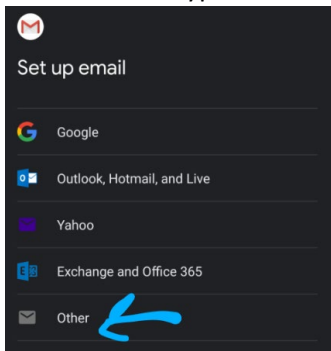 Set up email
Google
Outlook, Hotmail, and Live
Yahoo
Exchange and Office 365
Other